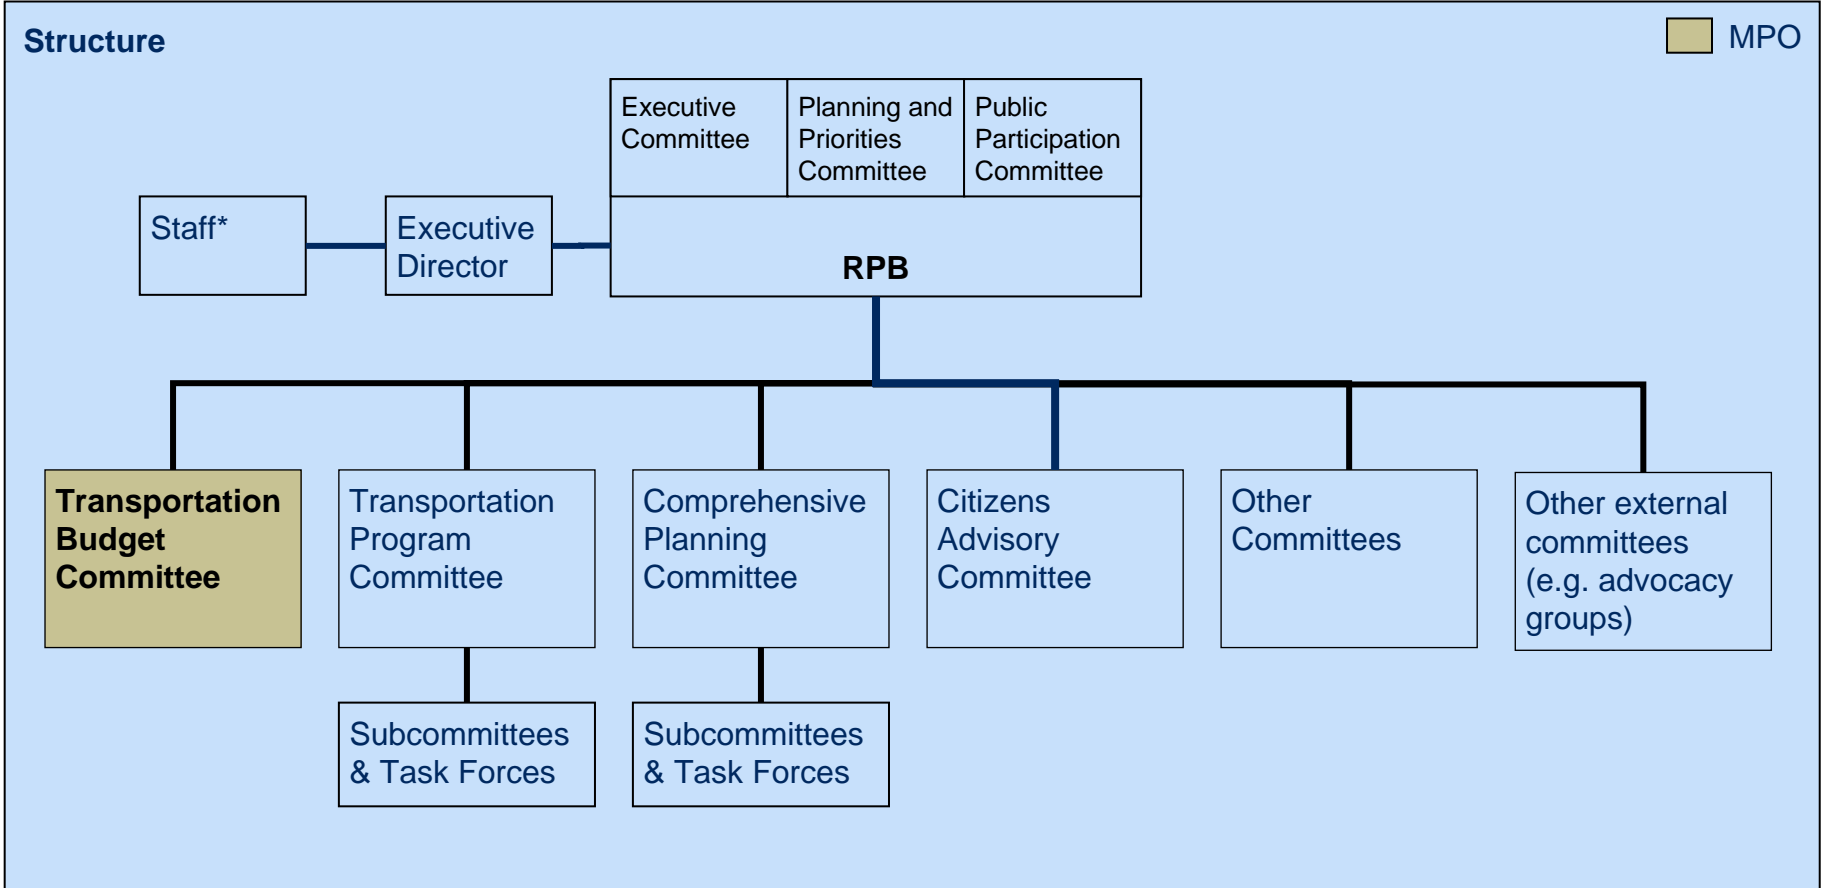 Structure
MPO
Executive
Committee
Planning and
Priorities
Committee
Public
Participation
Committee
Staff*
Executive
Director
RPB
Transportation
Budget
Committee
Transportation
Program
Committee
Comprehensive
Planning
Committee
Citizens
Advisory
Committee
Other
Committees
Other external
committees
(e.g. advocacy
groups)
Subcommittees
& Task Forces
Subcommittees
& Task Forces